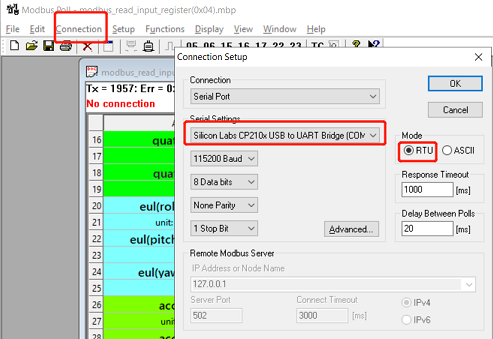 Modbus Poll - modbus_read_input_register(0x04).mbp
File Edit Connection Setup Functions Display View Window Help
05 06 15 16 17 22 23 TC
modbus_read_inpu
Tx = 1957: Err = 0:
No connection
16 quat
17
18 quat
19
20 eul(rol
21 unit:
22 eul(pitch
23
24 eul(yaw
25
26 acc
27 unit
28 acc
Connection Setup
Connection
Serial Port
OK
Cancel
Serial Settings
Silicon Labs CP210x USB to UART Bridge (COM
115200 Baud
8 Data bits
None Parity
1 Stop Bit
Advanced...
Mode
RTU ASCII
Response Timeout
1000 [ms]
Delay Between Polls
20 [ms]
Remote Modbus Server
IP Address or Node Name
127.0.0.1
Server Port Connect Timeout
502 3000 [ms]
IPv4
IPv6